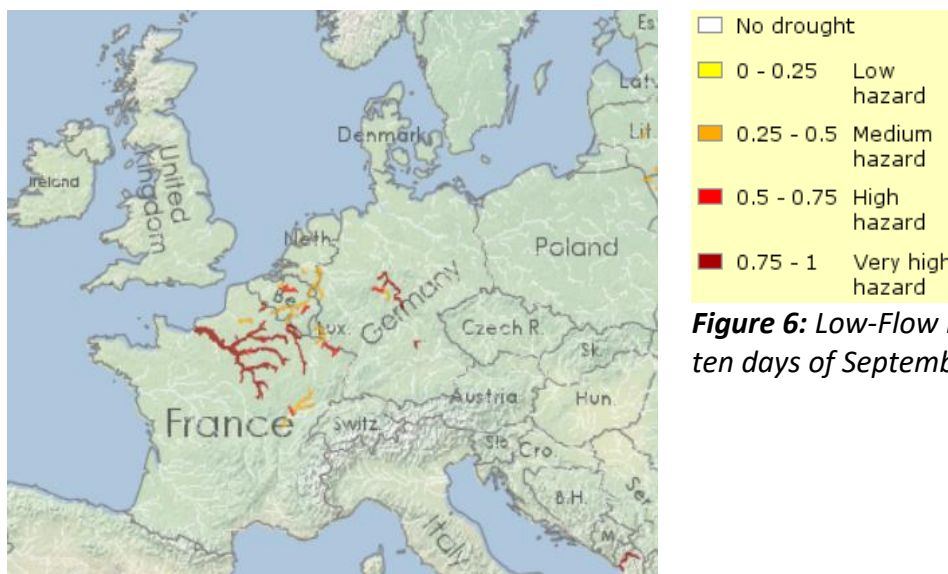 Es
Latv
Denmark
Lit
Ireland
United
Kingdom
Neth.
Poland
Be
Germany
Lux.
Czech R.
Sk.
France
Austria
Hun.
Switz.
Slo
Cro
B.H.
Ser
Italy
M
No drought
0 - 0.25 Low
hazard
0.25 - 0.5 Medium
hazard
0.5 - 0.75 High
hazard
0.75 - 1 Very high
hazard
Figure 6: Low-Flow
ten days of Septemb